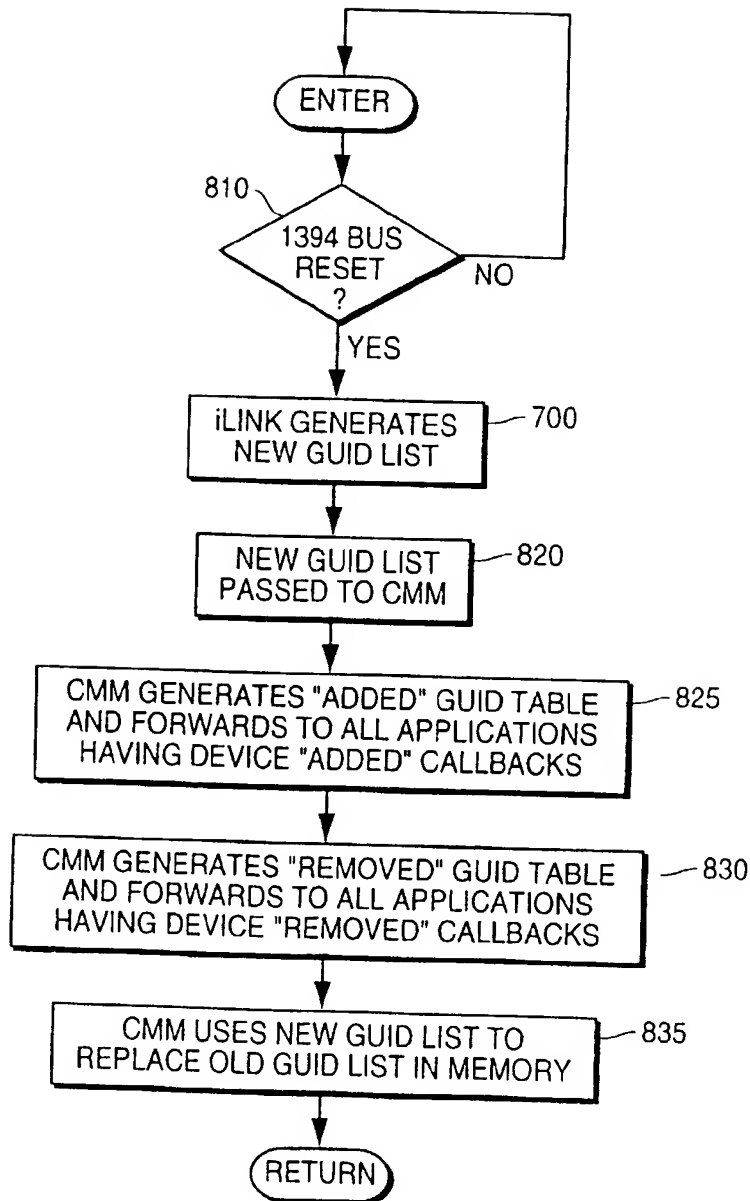 ENTER
810
1394 BUS
RESET
?
NO
YES
iLINK GENERATES
NEW GUID LIST
700
NEW GUID LIST
PASSED TO CMM
820
CMM GENERATES "ADDED" GUID TABLE
AND FORWARDS TO ALL APPLICATIONS
HAVING DEVICE "ADDED" CALLBACKS
825
CMM GENERATES "REMOVED" GUID TABLE
AND FORWARDS TO ALL APPLICATIONS
HAVING DEVICE "REMOVED" CALLBACKS
830
CMM USES NEW GUID LIST TO
REPLACE OLD GUID LIST IN MEMORY
835
RETURN